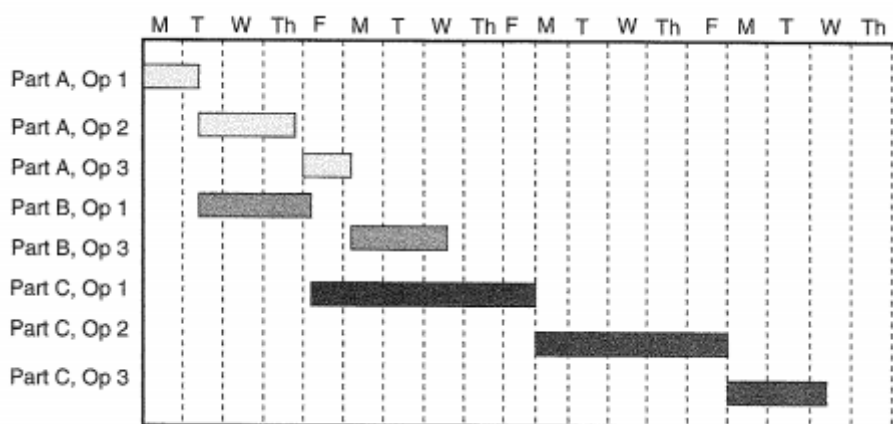 M T W Th F M T W Th F M T W Th F M T W Th
Part A, Op 1
Part A, Op 2
Part A, Op 3
Part B, Op 1
Part B, Op 3
Part C, Op 1
Part C, Op 2
Part C, Op 3